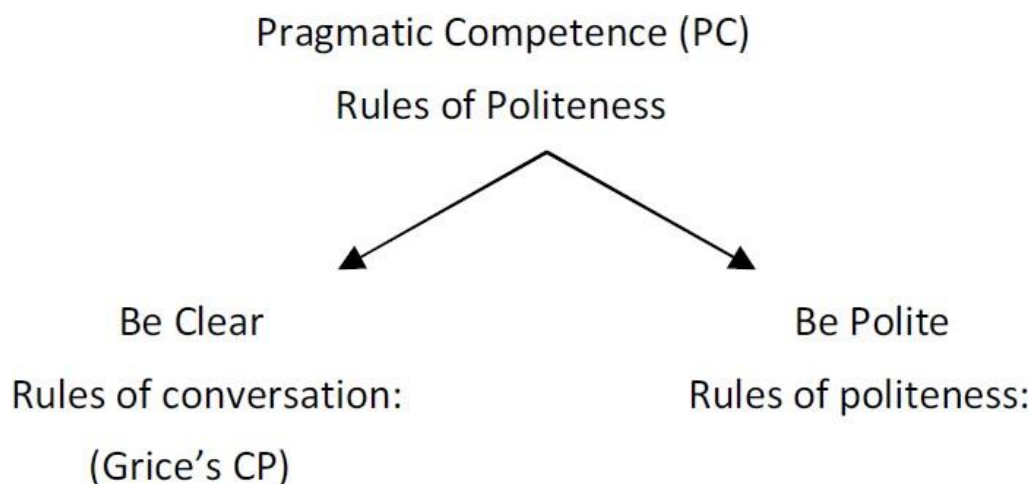 Pragmatic Competence (PC)
Rules of Politeness
Be Clear
Be Polite
Rules of conversation:
Rules of politeness:
(Grice’s CP)